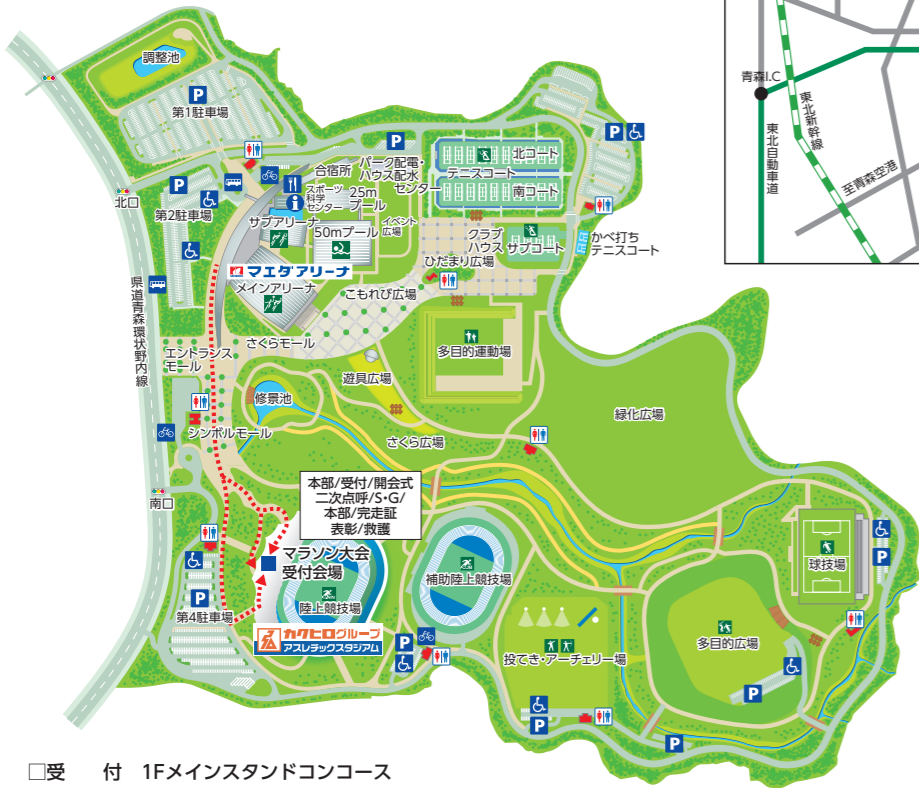 調整池
P
第1駐車場
青森I.C
東北新幹線
東北自動車道
至青森空港
北口
P
第2駐車場
P
合宿所
パーク
ハウス
配電・
配水
センター
スポーツ
科学
センター
25m
プール
サブアリーナ
50mプール
イベント
広場
マエダアリーナ
メインアリーナ
北コート
テニスコート
南コート
P
クラブ
ハウス
サブコート
かべ打ち
テニスコート
ひだまり広場
こもれび広場
さくらモール
県道青森環状野内線
エントランス
モール
多目的運動場
遊具広場
修景池
緑化広場
シンボルモール
さくら広場
本部/受付/開会式
二次点呼/S・G/
本部/完走証
表彰/救護
南口
マラソン大会
受付会場
陸上競技場
補助陸上競技場
球技場
P
P
第4駐車場
カクヒログループ
アスレチックスタジアム
P
投てき・アーチェリー場
多目的広場
P
P
P
□受　付　1Fメインスタンドコンコース